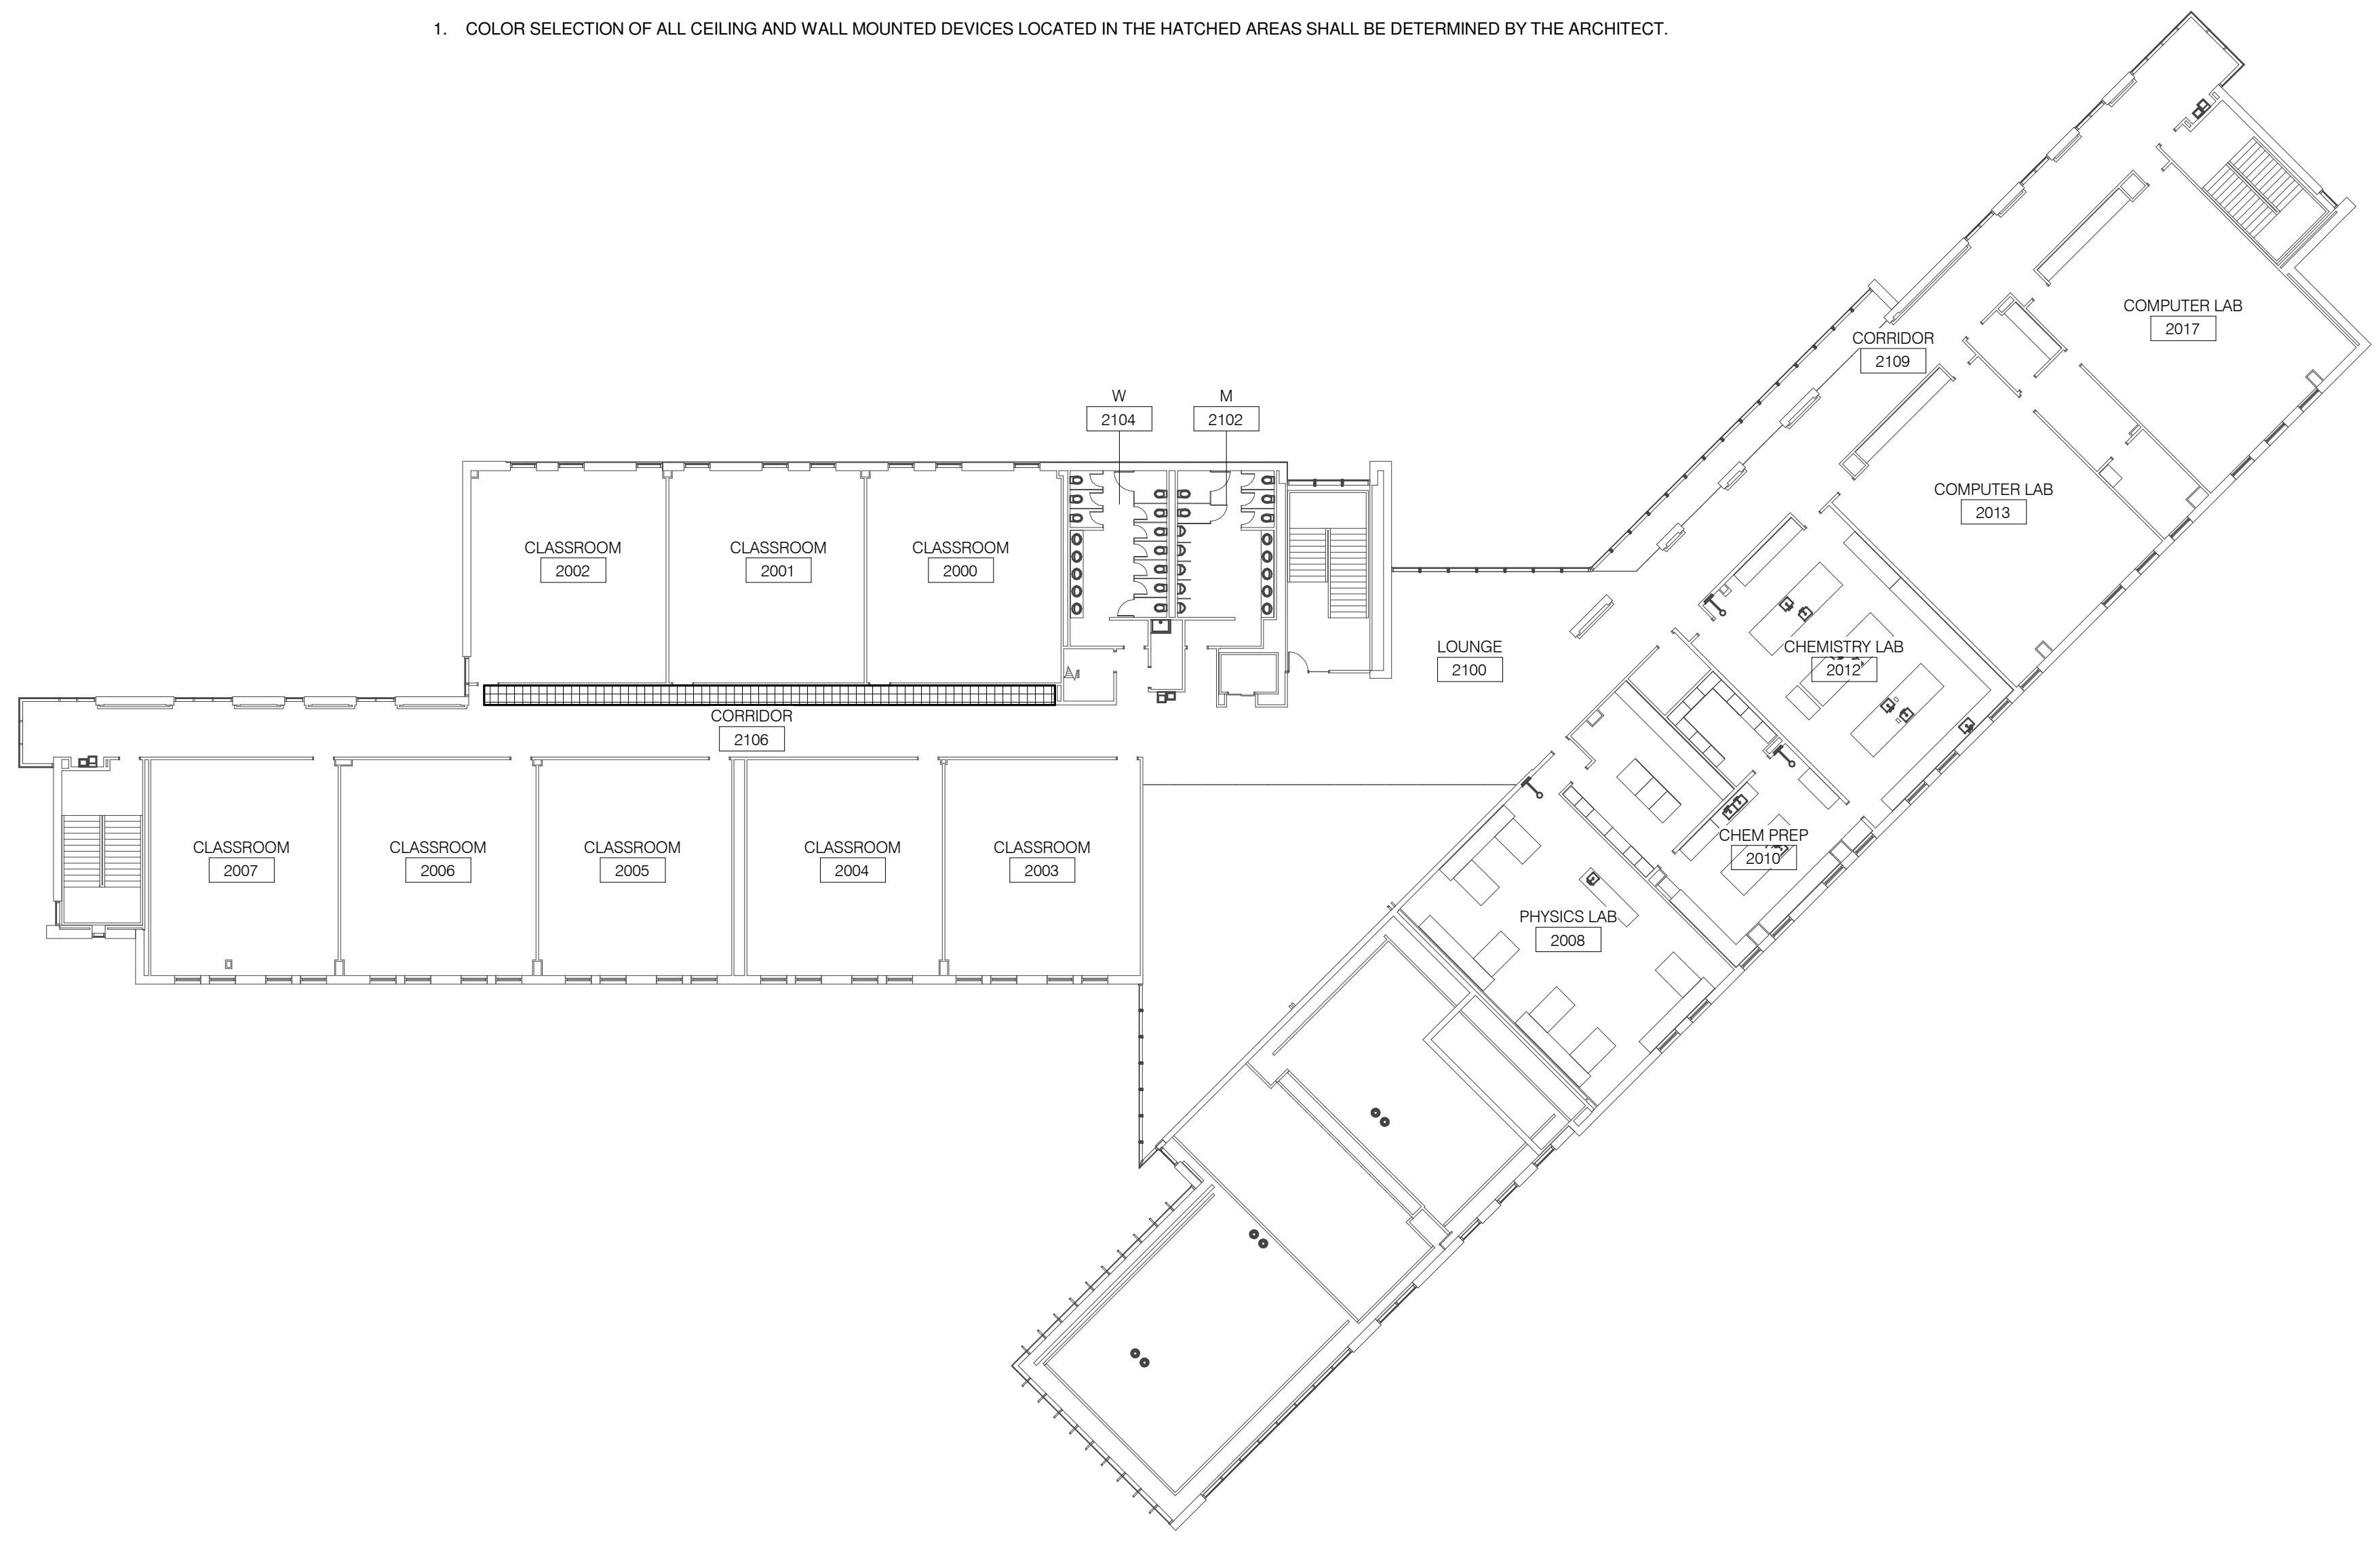 1. COLOR SELECTION OF ALL CEILING AND WALL MOUNTED DEVICES LOCATED IN THE HATCHED AREAS SHALL BE DETERMINED BY THE ARCHITECT.
COMPUTER LAB
2017
CORRIDOR
2109
W
2104
M
2102
COMPUTER LAB
2013
CLASSROOM
2002
CLASSROOM
2001
CLASSROOM
2000
LOUNGE
2100
CHEMISTRY LAB
2012
CORRIDOR
2106
CHEM PREP
2010
CLASSROOM
2007
CLASSROOM
2006
CLASSROOM
2005
CLASSROOM
2004
CLASSROOM
2003
PHYSICS LAB
2008